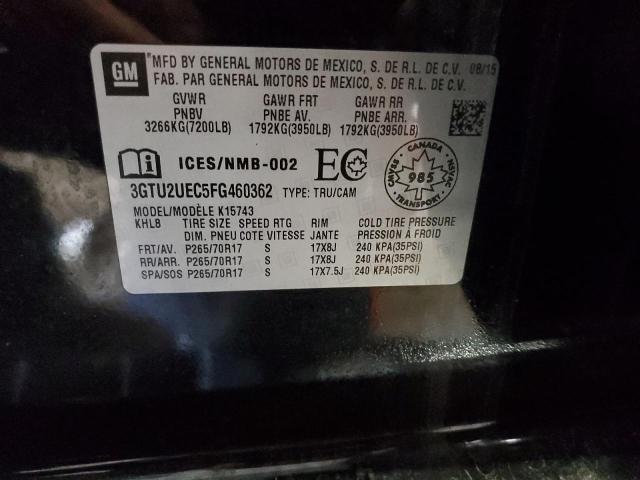 GM
*MFD BY GENERAL MOTORS DE MEXICO, S. DE R.L. DE C.V. 08/15
FAB. PAR GENERAL MOTORS DE MEXICO, S. DE R.L. DE C.V.
GVWR GAWR FRT GAWR RR
PNBV PNBE AV. PNBE ARR.
3266KG(7200LB) 1792KG(3950LB) 1792KG(3950LB)
ICES/NMB-002 EC
CANADA
CMVSS NSVAC
985
TRANSPORT
3GTU2UEC5FG460362 TYPE: TRU/CAM
MODEL/MODÈLE K15743
KHL8 TIRE SIZE SPEED RTG RIM COLD TIRE PRESSURE
DIM. PNEU COTE VITESSE JANTE PRESSION À FROID
FRT/AV. P265/70R17 S 17X8J 240 KPA(35PSI)
RR/ARR. P265/70R17 S 17X8J 240 KPA(35PSI)
SPA/SOS P265/70R17 S 17X7.5J 240 KPA(35PSI)